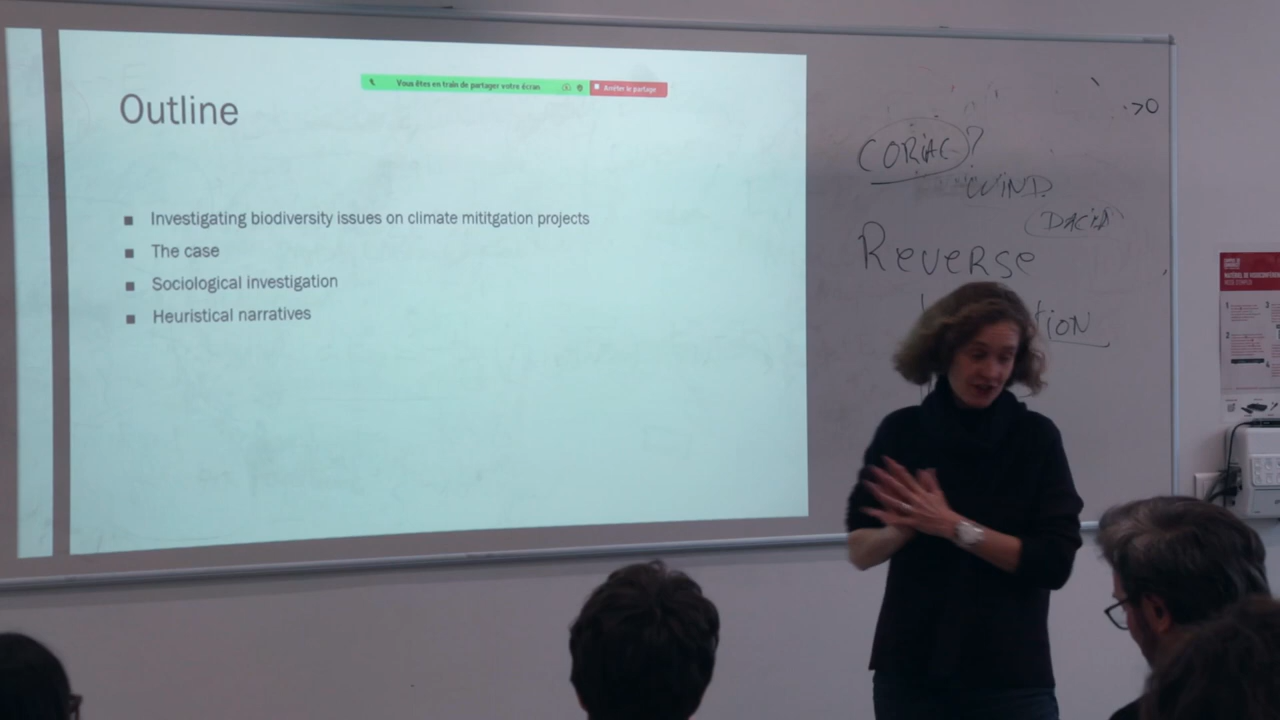 Vous êtes en train de partager votre écran
Arrêter le partage
Outline
Investigating biodiversity issues on climate mititgation projects
The case
Sociological investigation
Heuristical narratives
>0
CORIAC?
WIND
DACIA
Reverse
tion